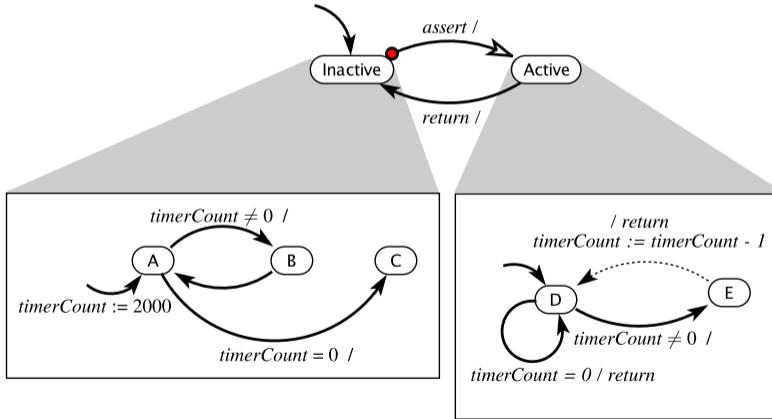 assert /
Inactive
Active
return /
timerCount ≠ 0 /
A
B
C
timerCount := 2000
timerCount = 0 /
/ return
timerCount := timerCount - 1
D
E
timerCount ≠ 0 /
timerCount = 0 / return